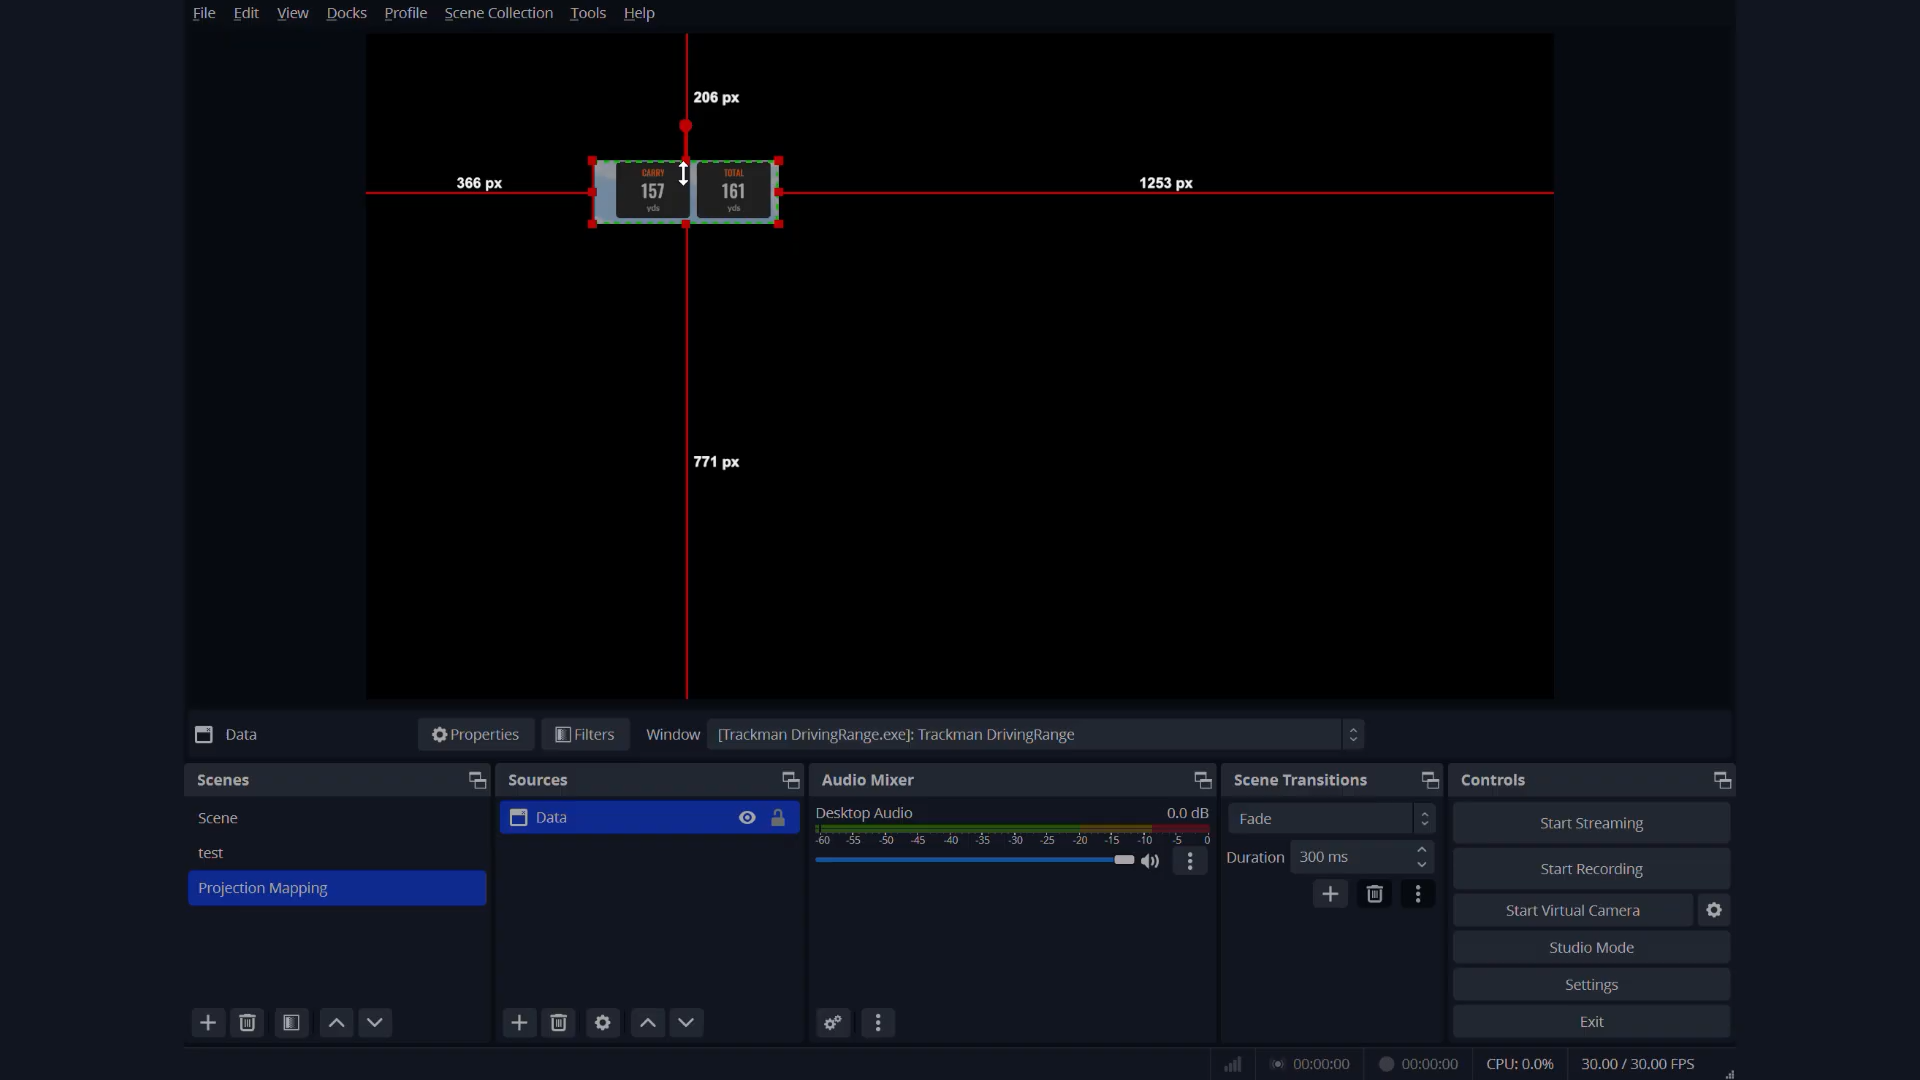 File Edit View Docks Profile Scene Collection Tools Help
206 px
366 px
1253 px
CARRY
157
yds
TOTAL
161
yds
771 px
Data
Properties
Filters
Window
[Trackman DrivingRange.exe]: Trackman DrivingRange
Scenes
Scene
test
Projection Mapping
Sources
Data
Audio Mixer
Desktop Audio 0.0 dB
-60 -55 -50 -45 -40 -35 -30 -25 -20 -15 -10 -5 0
Scene Transitions
Fade
Duration 300 ms
Controls
Start Streaming
Start Recording
Start Virtual Camera
Studio Mode
Settings
Exit
00:00:00 00:00:00 CPU: 0.0% 30.00 / 30.00 FPS